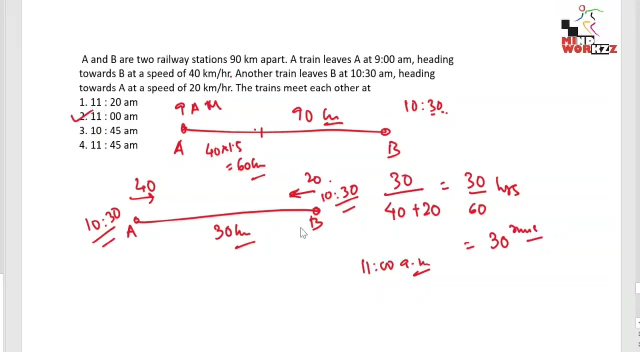 MIND
WORKZZ
A and B are two railway stations 90 km apart. A train leaves A at 9:00 am, heading
towards B at a speed of 40 km/hr. Another train leaves B at 10:30 am, heading
towards A at a speed of 20 km/hr. The trains meet each other at
1. 11 : 20 am
2. 11 : 00 am
3. 10 : 45 am
4. 11 : 45 am
9 A M
90 km
10 : 30
A
40×1.5
= 60km
B
40
20
10:30
10:30
A
30km
B
30 / 40 + 20 = 30 / 60 hrs
= 30 mins
11:00 a.m